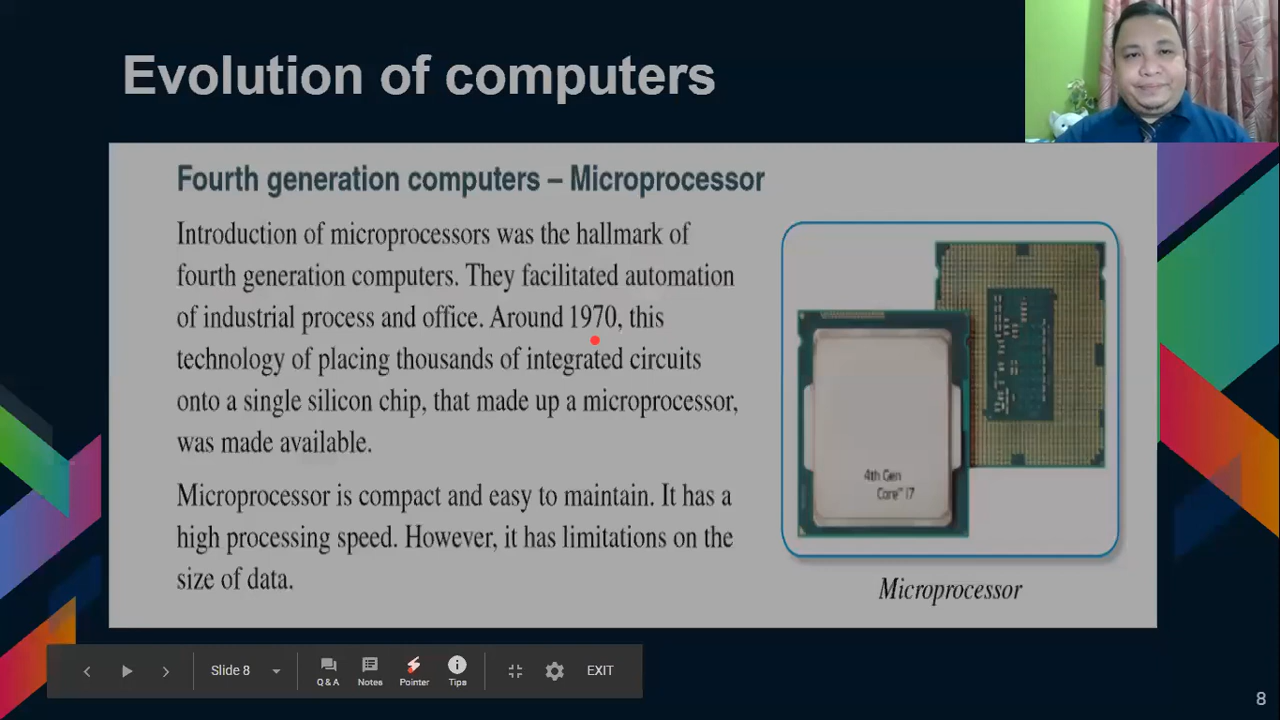 Evolution of computers
Fourth generation computers – Microprocessor
Introduction of microprocessors was the hallmark of
fourth generation computers. They facilitated automation
of industrial process and office. Around 1970, this
technology of placing thousands of integrated circuits
onto a single silicon chip, that made up a microprocessor,
was made available.
Microprocessor is compact and easy to maintain. It has a
high processing speed. However, it has limitations on the
size of data.
4th Gen
Core™ i7
Microprocessor
Slide 8
Q & A
Notes
Pointer
Tips
EXIT
8